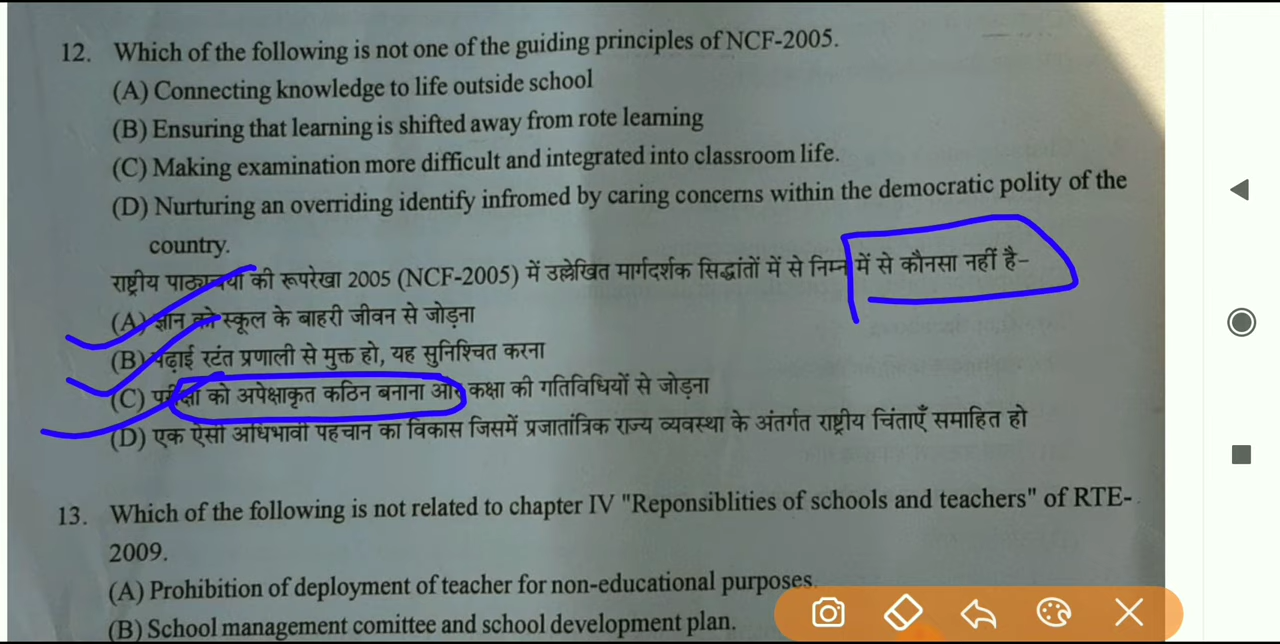 12. Which of the following is not one of the guiding principles of NCF-2005.
(A) Connecting knowledge to life outside school
(B) Ensuring that learning is shifted away from rote learning
(C) Making examination more difficult and integrated into classroom life.
(D) Nurturing an overriding identify infromed by caring concerns within the democratic polity of the
country.
राष्ट्रीय पाठ्यचर्या की रूपरेखा 2005 (NCF-2005) में उल्लेखित मार्गदर्शक सिद्धांतों में से निम्न में से कौनसा नहीं है–
(A) ज्ञान को स्कूल के बाहरी जीवन से जोड़ना
(B) पढ़ाई रटंत प्रणाली से मुक्त हो, यह सुनिश्चित करना
(C) परीक्षा को अपेक्षाकृत कठिन बनाना और कक्षा की गतिविधियों से जोड़ना
(D) एक ऐसी अधिभावी पहचान का विकास जिसमें प्रजातांत्रिक राज्य व्यवस्था के अंतर्गत राष्ट्रीय चिंताएँ समाहित हो
13. Which of the following is not related to chapter IV "Reponsiblities of schools and teachers" of RTE-
2009.
(A) Prohibition of deployment of teacher for non-educational purposes.
(B) School management comittee and school development plan.